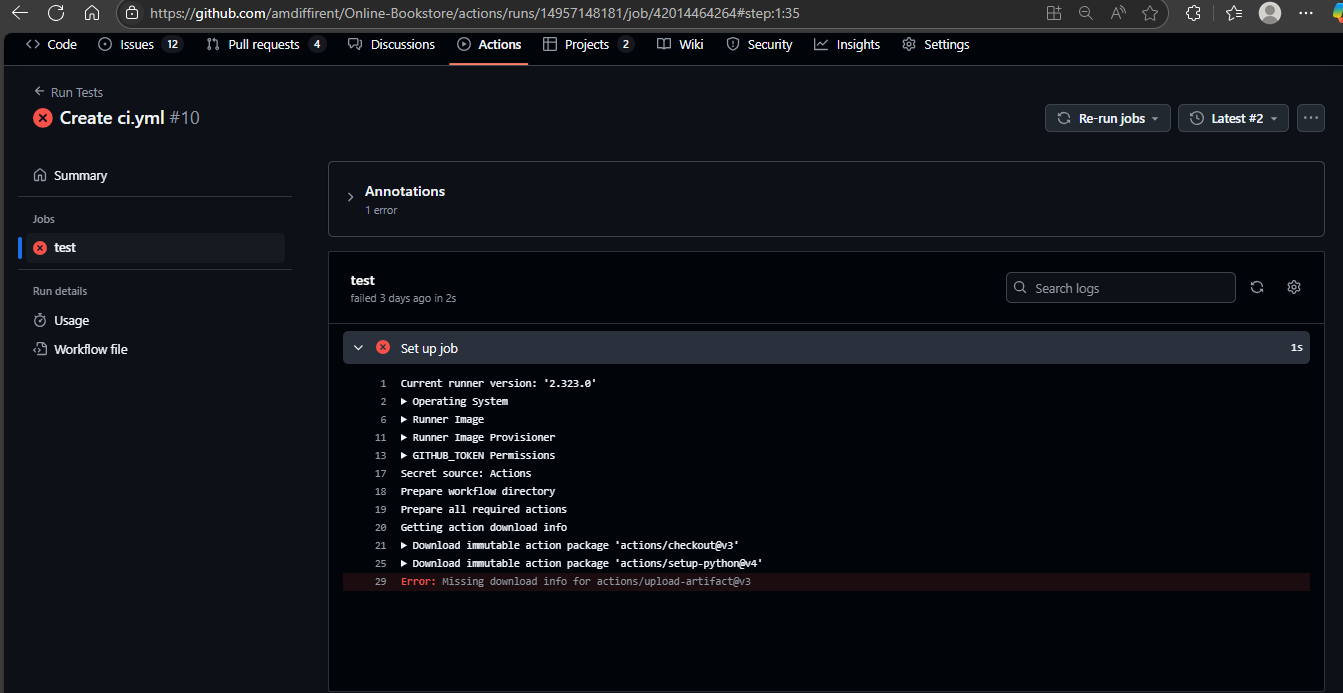 https://github.com/amdiffirent/Online-Bookstore/actions/runs/14957148181/job/42014464264#step:1:35
Code Issues 12 Pull requests 4 Discussions Actions Projects 2 Wiki Security Insights Settings
Run Tests
Create ci.yml #10
Re-run jobs Latest #2
Summary
Jobs
test
Run details
Usage
Workflow file
Annotations
1 error
test
failed 3 days ago in 2s
Search logs
Set up job 1s
1 Current runner version: '2.323.0'
2 Operating System
6 Runner Image
11 Runner Image Provisioner
13 GITHUB_TOKEN Permissions
17 Secret source: Actions
18 Prepare workflow directory
19 Prepare all required actions
20 Getting action download info
21 Download immutable action package 'actions/checkout@v3'
25 Download immutable action package 'actions/setup-python@v4'
29 Error: Missing download info for actions/upload-artifact@v3